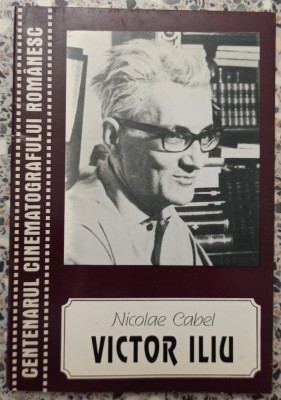 CENTENARUL CINEMATOGRAFULUI ROMÂNESC
Nicolae Cabel
VICTOR ILIU